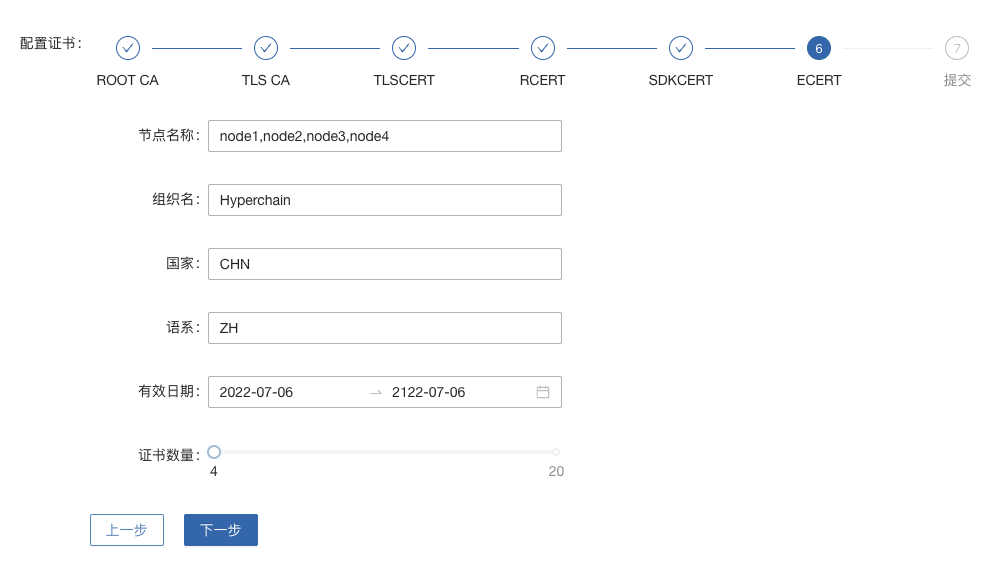 配置证书：
6
7
ROOT CA
TLS CA
TLSCERT
RCERT
SDKCERT
ECERT
提交
节点名称： node1,node2,node3,node4
组织名： Hyperchain
国家： CHN
语系： ZH
有效日期： 2022-07-06 → 2122-07-06
证书数量：
4
20
上一步
下一步